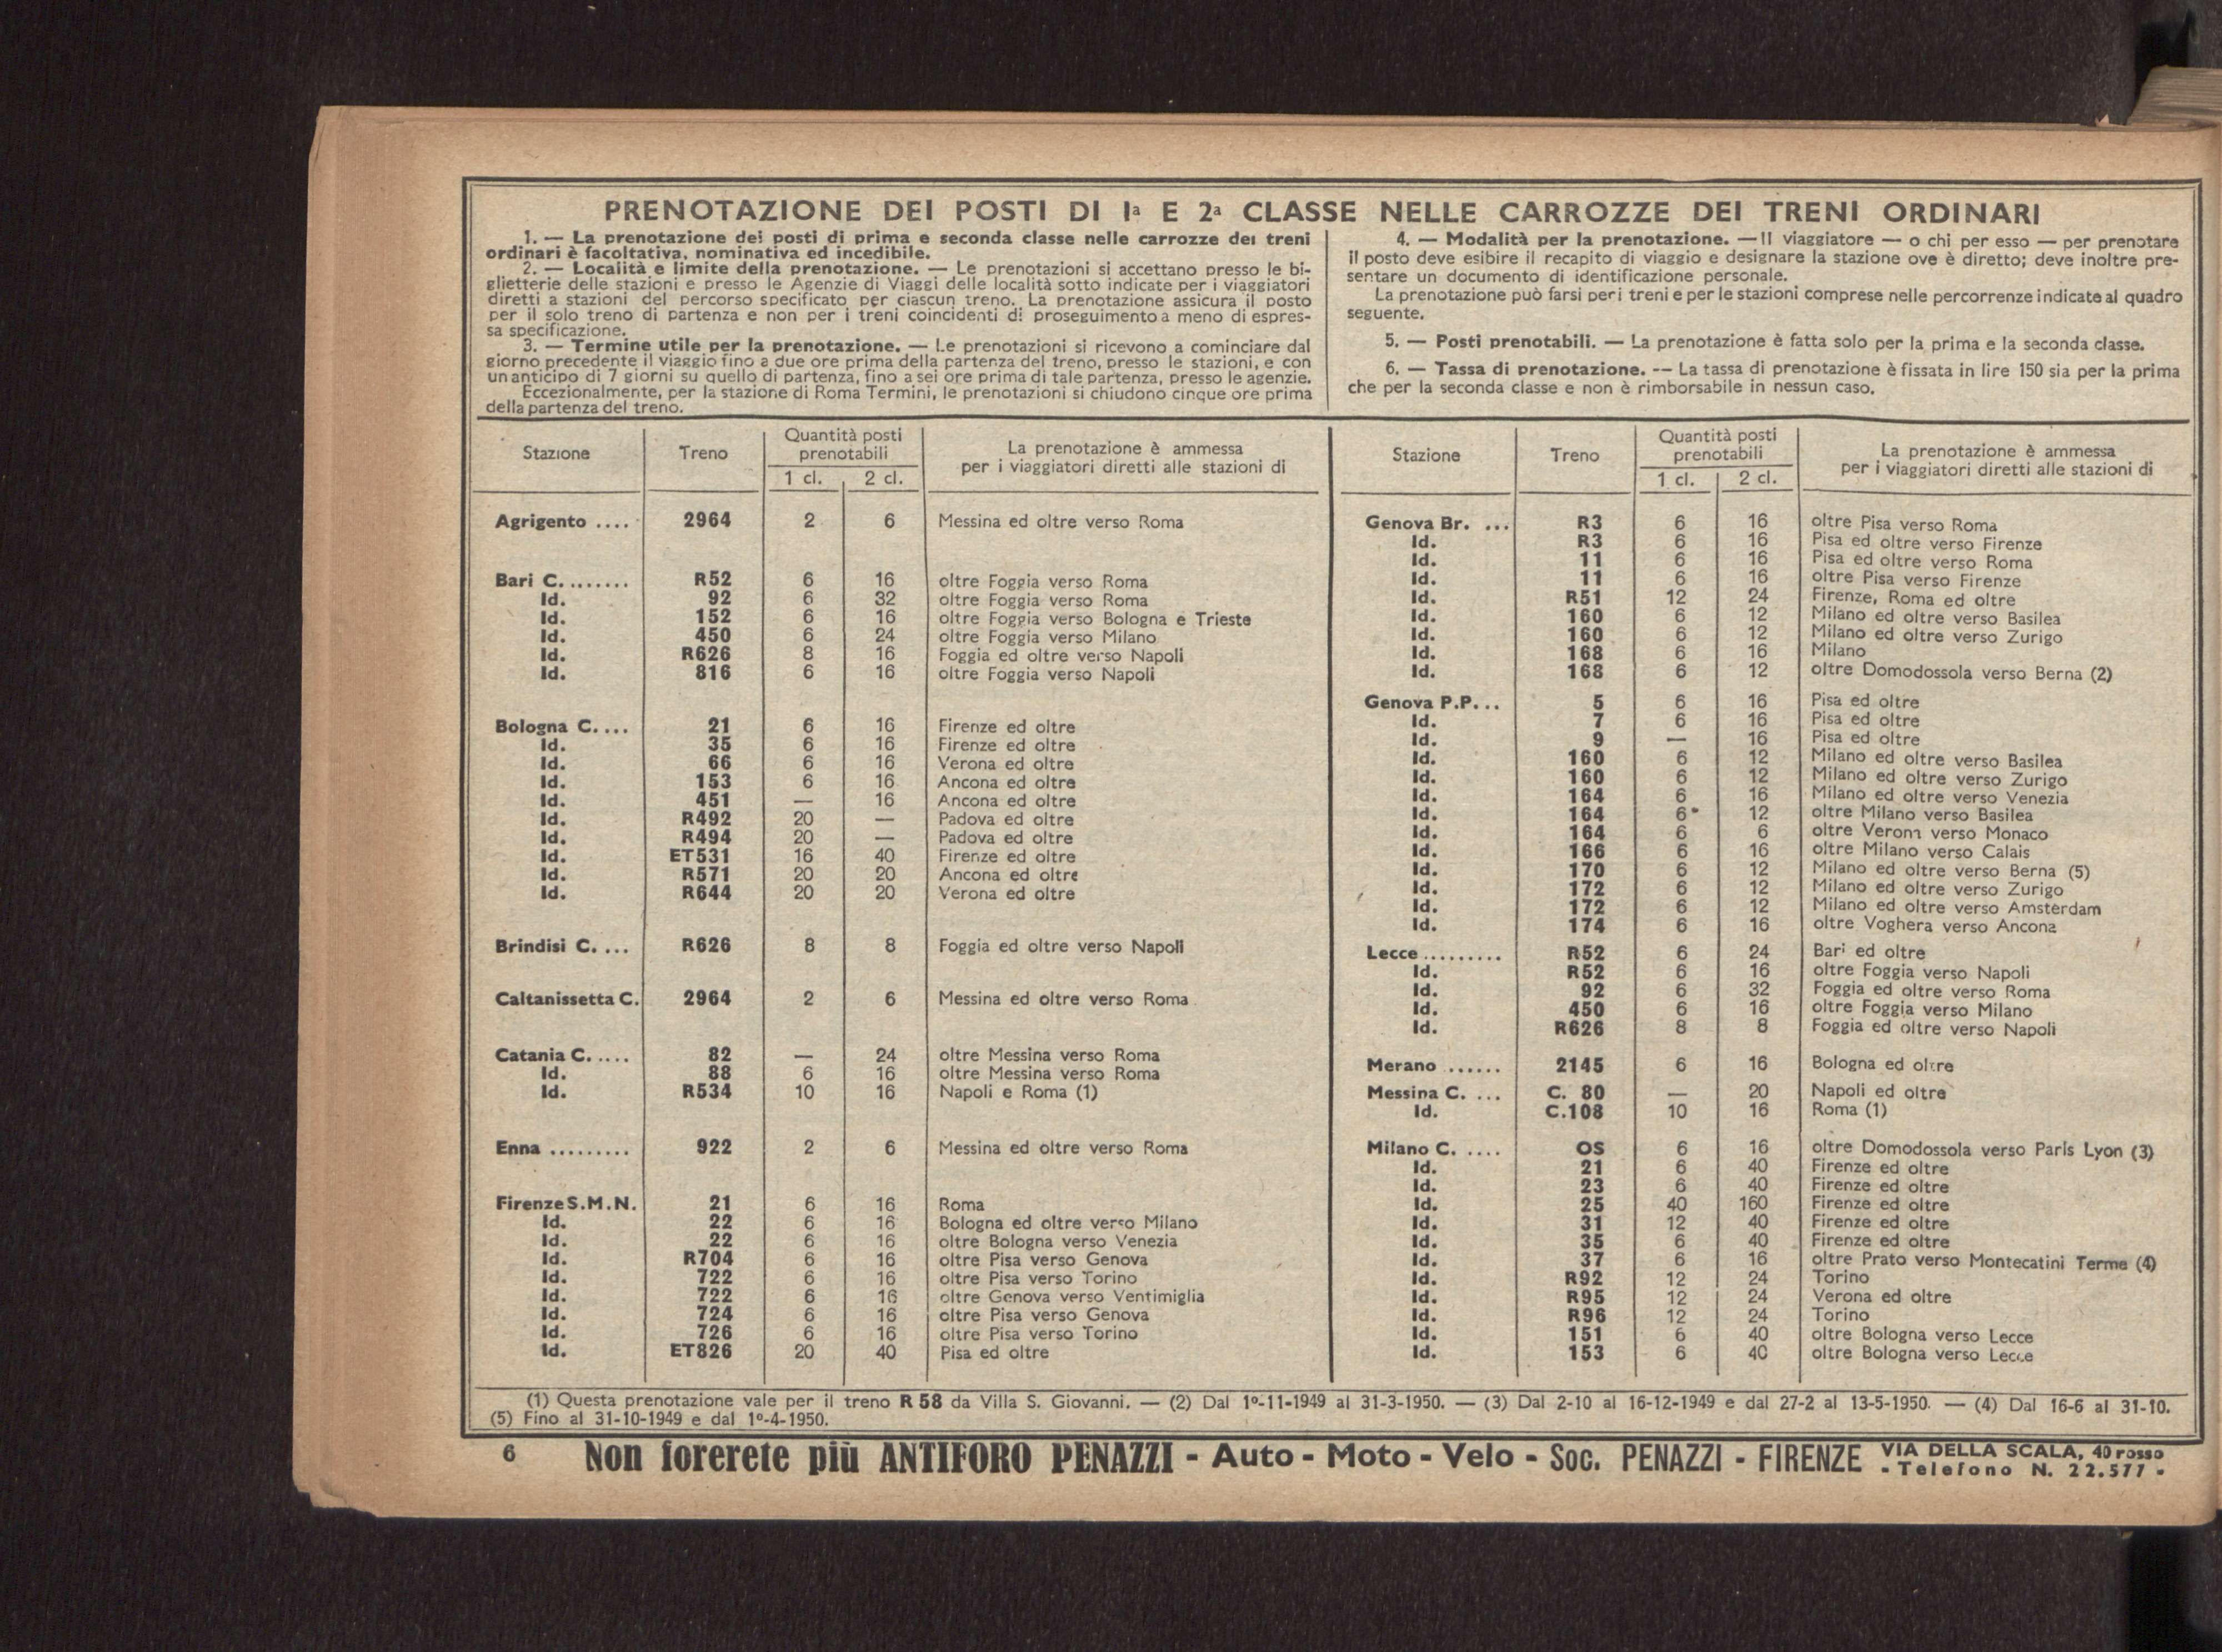 PRENOTAZIONE DEI POSTI DI Iª E 2ª CLASSE NELLE CARROZZE DEI TRENI ORDINARI
1. — La prenotazione dei posti di prima e seconda classe nelle carrozze dei treni
ordinari è facoltativa, nominativa ed incedibile.
2. — Località e limite della prenotazione. — Le prenotazioni si accettano presso le bi-
glietterie delle stazioni e presso le Agenzie di Viaggi delle località sotto indicate per i viaggiatori
diretti a stazioni del percorso specificato per ciascun treno. La prenotazione assicura il posto
per il solo treno di partenza e non per i treni coincidenti di proseguimento a meno di espres-
sa specificazione.
3. — Termine utile per la prenotazione. — Le prenotazioni si ricevono a cominciare dal
giorno precedente il viaggio fino a due ore prima della partenza del treno, presso le stazioni, e con
un anticipo di 7 giorni su quello di partenza, fino a sei ore prima di tale partenza, presso le agenzie.
Eccezionalmente, per la stazione di Roma Termini, le prenotazioni si chiudono cinque ore prima
della partenza del treno.
4. — Modalità per la prenotazione. — Il viaggiatore — o chi per esso — per prenotare
il posto deve esibire il recapito di viaggio e designare la stazione ove è diretto; deve inoltre pre-
sentare un documento di identificazione personale.
La prenotazione può farsi per i treni e per le stazioni comprese nelle percorrenze indicate al quadro
seguente.
5. — Posti prenotabili. — La prenotazione è fatta solo per la prima e la seconda classe.
6. — Tassa di prenotazione. -- La tassa di prenotazione è fissata in lire 150 sia per la prima
che per la seconda classe e non è rimborsabile in nessun caso.
Stazione Treno Quantità posti prenotabili 1 cl. 2 cl. La prenotazione è ammessa per i viaggiatori diretti alle stazioni di
Agrigento .... 2964 2 6 Messina ed oltre verso Roma
Bari C. ....... R52 6 16 oltre Foggia verso Roma
Id. 92 6 32 oltre Foggia verso Roma
Id. 152 6 16 oltre Foggia verso Bologna e Trieste
Id. 450 6 24 oltre Foggia verso Milano
Id. R626 8 16 Foggia ed oltre verso Napoli
Id. 816 6 16 oltre Foggia verso Napoli
Bologna C. ... 21 6 16 Firenze ed oltre
Id. 35 6 16 Firenze ed oltre
Id. 66 6 16 Verona ed oltre
Id. 153 6 16 Ancona ed oltre
Id. 451 — 16 Ancona ed oltre
Id. R492 20 — Padova ed oltre
Id. R494 20 — Padova ed oltre
Id. ET531 16 40 Firenze ed oltre
Id. R571 20 20 Ancona ed oltre
Id. R644 20 20 Verona ed oltre
Brindisi C. ... R626 8 8 Foggia ed oltre verso Napoli
Caltanissetta C. 2964 2 6 Messina ed oltre verso Roma
Catania C. .... 82 — 24 oltre Messina verso Roma
Id. 88 6 16 oltre Messina verso Roma
Id. R534 10 16 Napoli e Roma (1)
Enna ......... 922 2 6 Messina ed oltre verso Roma
Firenze S.M.N. 21 6 16 Roma
Id. 22 6 16 Bologna ed oltre verso Milano
Id. 22 6 16 oltre Bologna verso Venezia
Id. R704 6 16 oltre Pisa verso Genova
Id. 722 6 16 oltre Pisa verso Torino
Id. 722 6 16 oltre Genova verso Ventimiglia
Id. 724 6 16 oltre Pisa verso Genova
Id. 726 6 16 oltre Pisa verso Torino
Id. ET826 20 40 Pisa ed oltre
Stazione Treno Quantità posti prenotabili 1 cl. 2 cl. La prenotazione è ammessa per i viaggiatori diretti alle stazioni di
Genova Br. ... R3 6 16 oltre Pisa verso Roma
Id. R3 6 16 Pisa ed oltre verso Firenze
Id. 11 6 16 Pisa ed oltre verso Roma
Id. 11 6 16 oltre Pisa verso Firenze
Id. R51 12 24 Firenze, Roma ed oltre
Id. 160 6 12 Milano ed oltre verso Basilea
Id. 160 6 12 Milano ed oltre verso Zurigo
Id. 168 6 16 Milano
Id. 168 6 12 oltre Domodossola verso Berna (2)
Genova P.P... 5 6 16 Pisa ed oltre
Id. 7 6 16 Pisa ed oltre
Id. 9 — 16 Pisa ed oltre
Id. 160 6 12 Milano ed oltre verso Basilea
Id. 160 6 12 Milano ed oltre verso Zurigo
Id. 164 6 16 Milano ed oltre verso Venezia
Id. 164 6 12 oltre Milano verso Basilea
Id. 164 6 6 oltre Verona verso Monaco
Id. 166 6 16 oltre Milano verso Calais
Id. 170 6 12 Milano ed oltre verso Berna (5)
Id. 172 6 12 Milano ed oltre verso Zurigo
Id. 172 6 12 Milano ed oltre verso Amsterdam
Id. 174 6 16 oltre Voghera verso Ancona
Lecce ......... R52 6 24 Bari ed oltre
Id. R52 6 16 oltre Foggia verso Napoli
Id. 92 6 32 Foggia ed oltre verso Roma
Id. 450 6 16 oltre Foggia verso Milano
Id. R626 8 8 Foggia ed oltre verso Napoli
Merano ...... 2145 6 16 Bologna ed oltre
Messina C. ... C. 80 — 20 Napoli ed oltre
Id. C.108 10 16 Roma (1)
Milano C. .... OS 6 16 oltre Domodossola verso Paris Lyon (3)
Id. 21 6 40 Firenze ed oltre
Id. 23 6 40 Firenze ed oltre
Id. 25 40 160 Firenze ed oltre
Id. 31 12 40 Firenze ed oltre
Id. 35 6 40 Firenze ed oltre
Id. 37 6 16 oltre Prato verso Montecatini Terme (4)
Id. R92 12 24 Torino
Id. R95 12 24 Verona ed oltre
Id. R96 12 24 Torino
Id. 151 6 40 oltre Bologna verso Lecce
Id. 153 6 40 oltre Bologna verso Lecce
(1) Questa prenotazione vale per il treno R 58 da Villa S. Giovanni. — (2) Dal 1º-11-1949 al 31-3-1950. — (3) Dal 2-10 al 16-12-1949 e dal 27-2 al 13-5-1950. — (4) Dal 16-6 al 31-10.
(5) Fino al 31-10-1949 e dal 1º-4-1950.
6 Non forerete più ANTIFORO PENAZZI - Auto - Moto - Velo - Soc. PENAZZI - FIRENZE VIA DELLA SCALA, 40 rosso
- Telefono N. 22.577 -